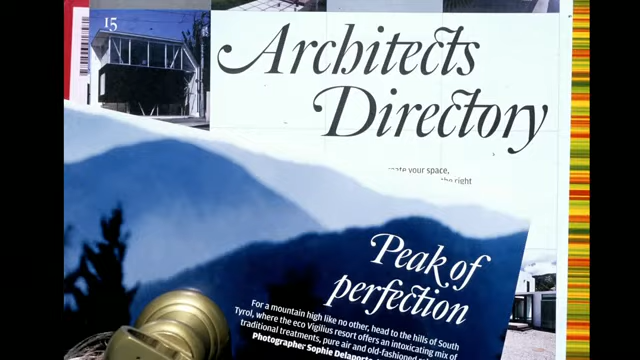 15
Architects
Directory
your space,
the right
Peak of
perfection
For a mountain high like no other, head to the hills of South
Tyrol, where the eco Vigilius resort offers an intoxicating mix of
traditional treatments, pure air and old-fashioned
Photographer Sophie Delaporte